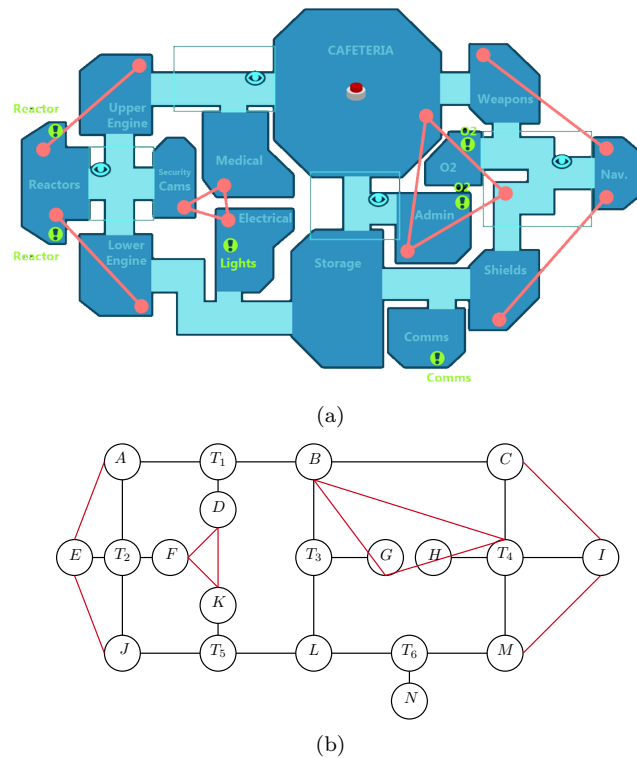 CAFETERIA
Weapons
Upper
Engine
Reactor
O2
Medical
Security
Cams
O2
Nav.
Reactors
O2
Electrical
Admin
Reactor
Lower
Engine
Lights
Storage
Shields
Comms
Comms
(a)
A T₁ B C
D
E T₂ F T₃ G H T₄ I
K
J T₅ L T₆ M
N
(b)